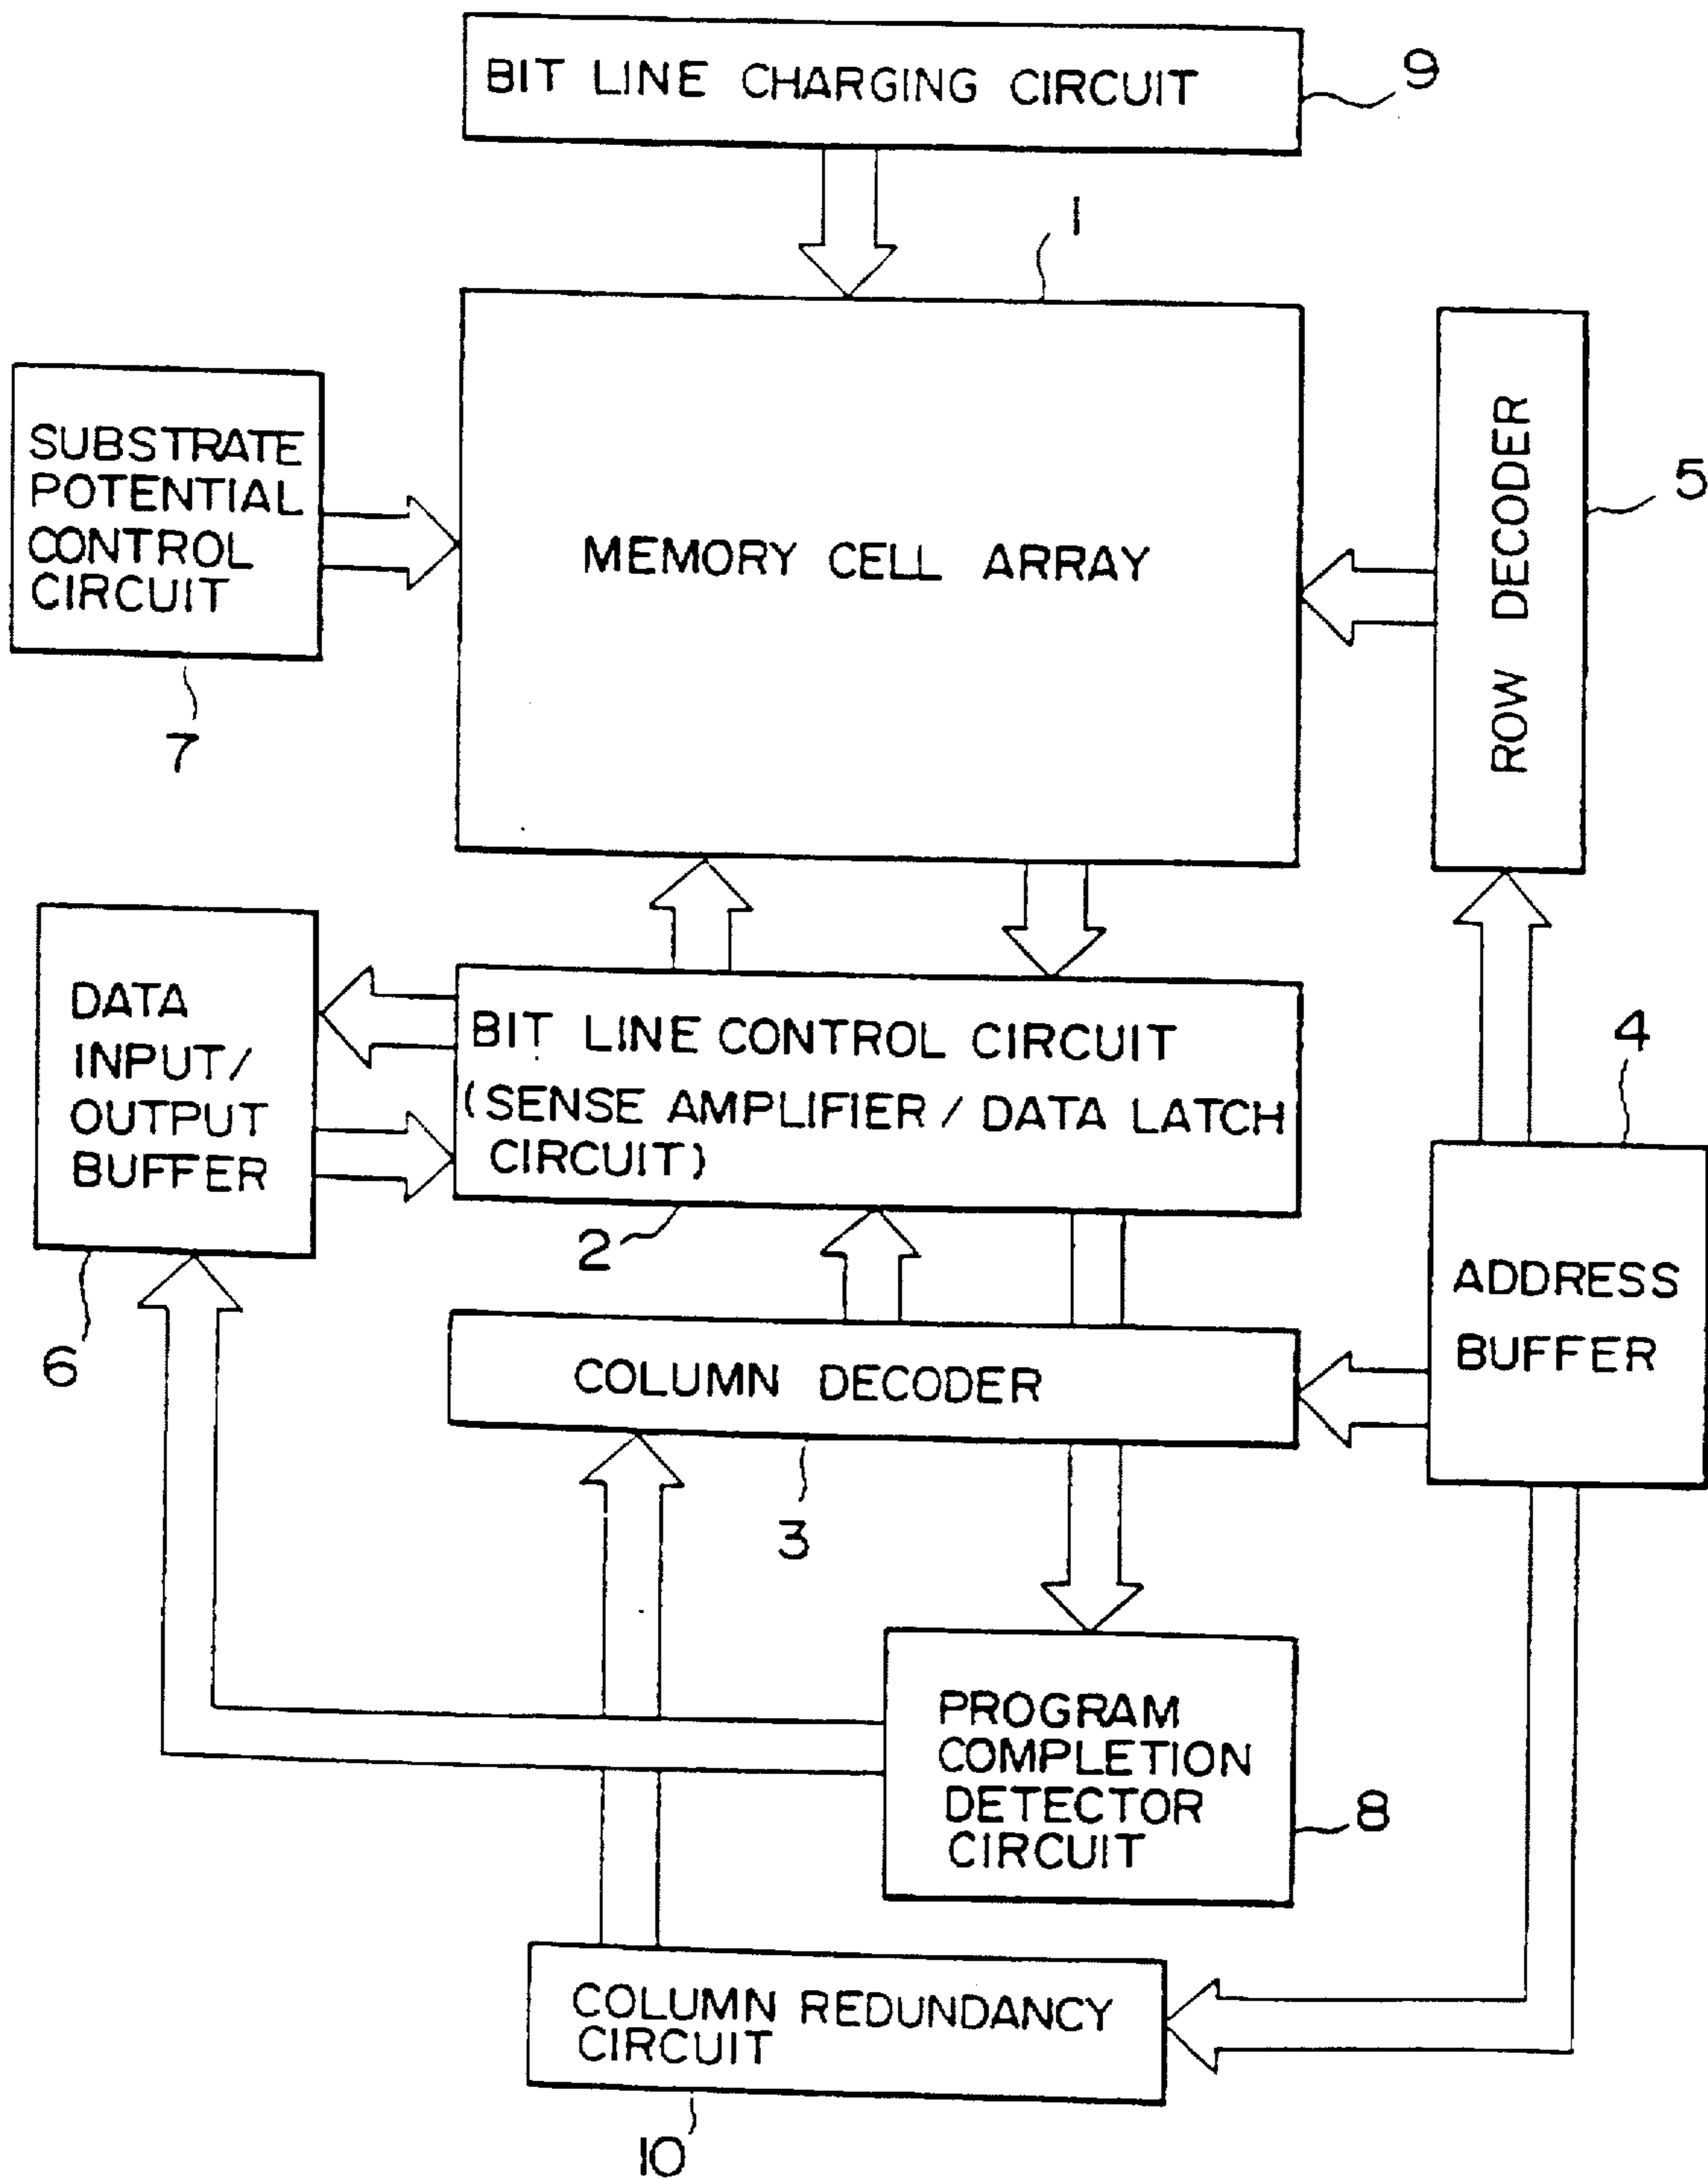 BIT LINE CHARGING CIRCUIT
9
1
MEMORY CELL ARRAY
SUBSTRATE
POTENTIAL
CONTROL
CIRCUIT
7
ROW DECODER
5
DATA
INPUT/
OUTPUT
BUFFER
6
BIT LINE CONTROL CIRCUIT
(SENSE AMPLIFIER / DATA LATCH
CIRCUIT)
2
4
ADDRESS
BUFFER
COLUMN DECODER
3
PROGRAM
COMPLETION
DETECTOR
CIRCUIT
8
COLUMN REDUNDANCY
CIRCUIT
10